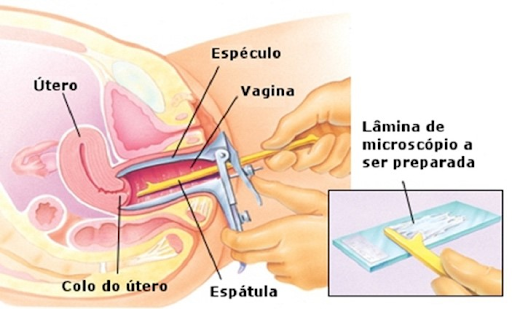 Espéculo
Útero
Vagina
Lâmina de
microscópio a
ser preparada
Colo do útero
Espátula